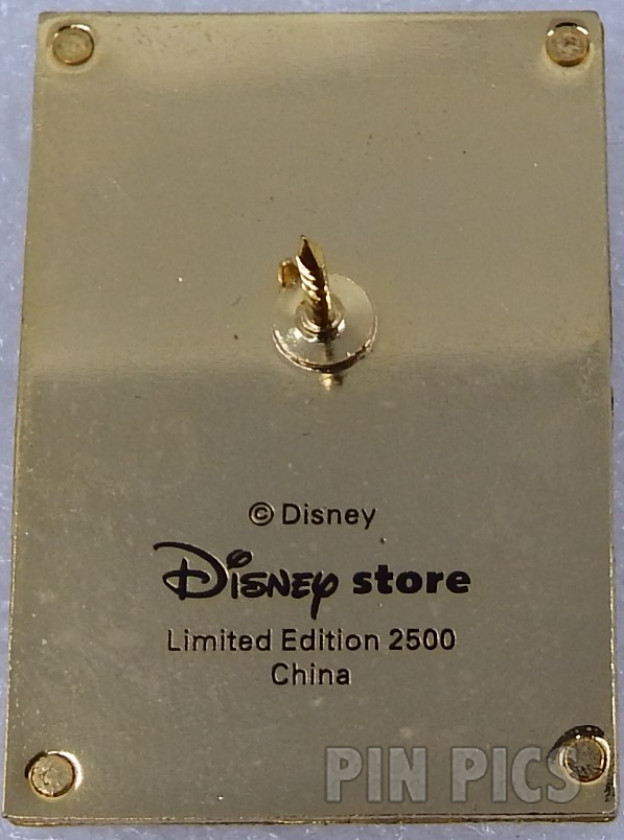 © Disney
Disney store
Limited Edition 2500
China
PIN PICS